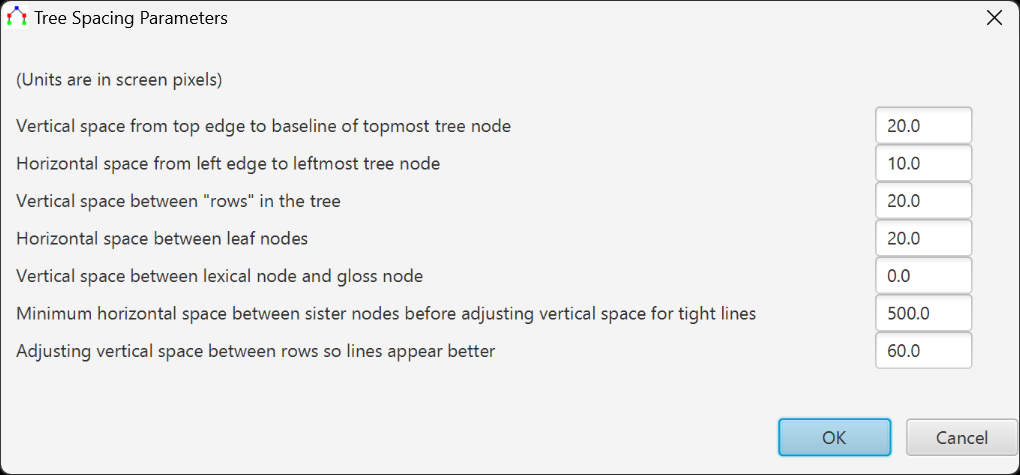 Tree Spacing Parameters
(Units are in screen pixels)
Vertical space from top edge to baseline of topmost tree node 20.0
Horizontal space from left edge to leftmost tree node 10.0
Vertical space between "rows" in the tree 20.0
Horizontal space between leaf nodes 20.0
Vertical space between lexical node and gloss node 0.0
Minimum horizontal space between sister nodes before adjusting vertical space for tight lines 500.0
Adjusting vertical space between rows so lines appear better 60.0
OK Cancel